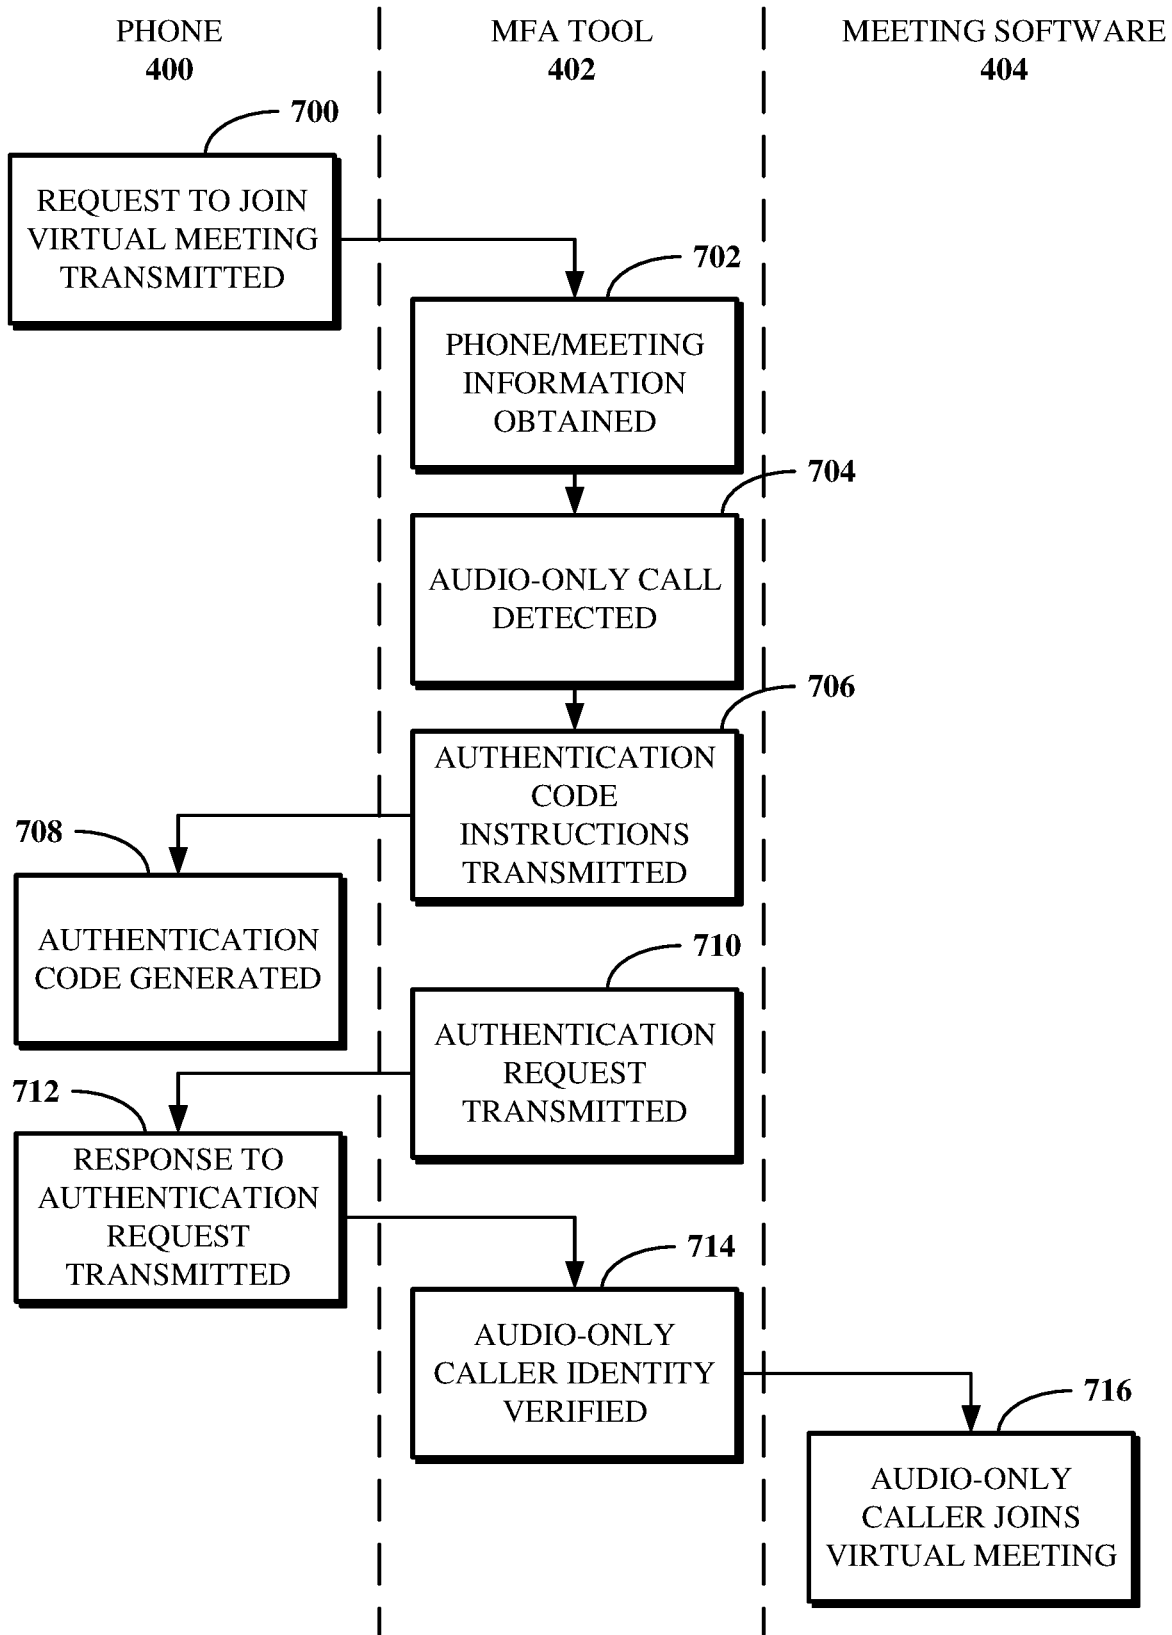 PHONE
400
MFA TOOL
402
MEETING SOFTWARE
404
700
REQUEST TO JOIN
VIRTUAL MEETING
TRANSMITTED
702
PHONE/MEETING
INFORMATION
OBTAINED
704
AUDIO-ONLY CALL
DETECTED
706
AUTHENTICATION
CODE
INSTRUCTIONS
TRANSMITTED
708
AUTHENTICATION
CODE GENERATED
710
AUTHENTICATION
REQUEST
TRANSMITTED
712
RESPONSE TO
AUTHENTICATION
REQUEST
TRANSMITTED
714
AUDIO-ONLY
CALLER IDENTITY
VERIFIED
716
AUDIO-ONLY
CALLER JOINS
VIRTUAL MEETING